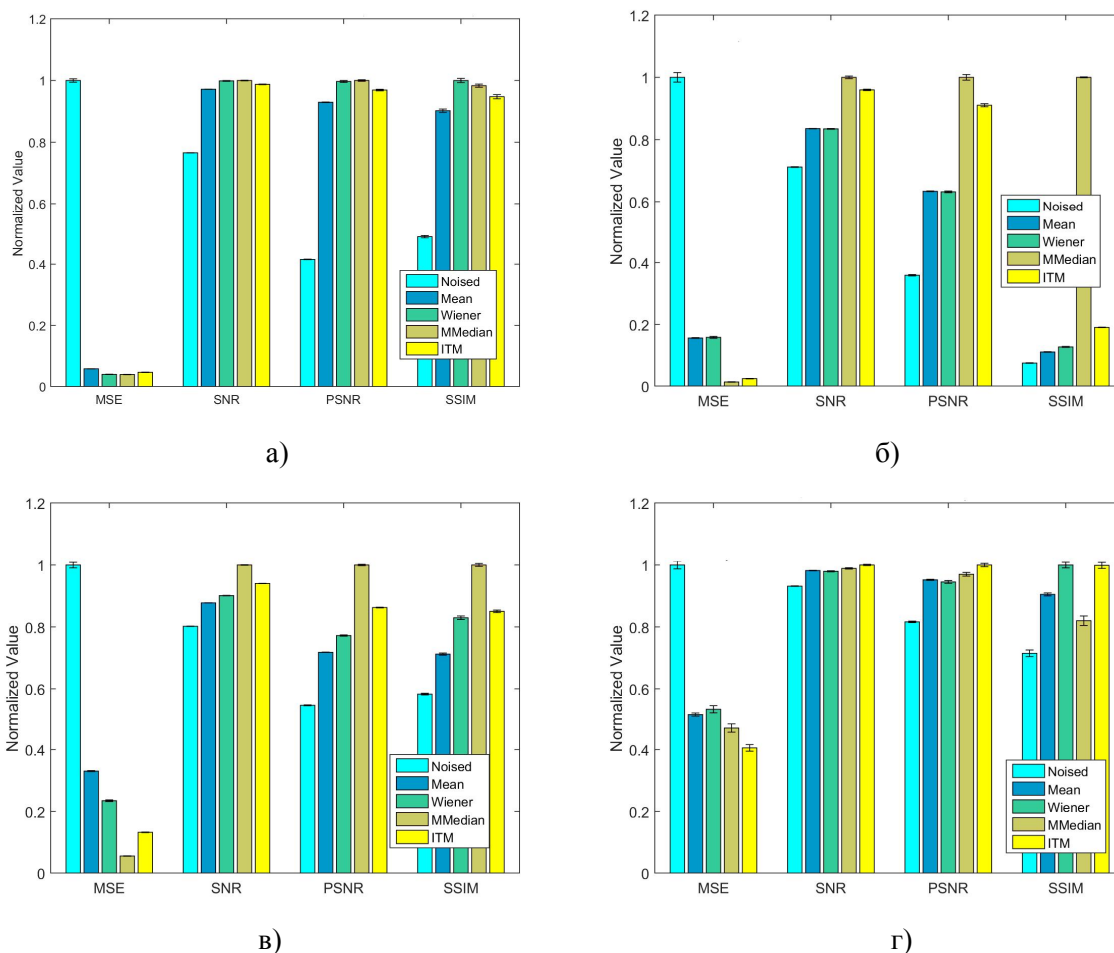 1.2
1
0.8
0.6
0.4
0.2
0
Normalized Value
MSE
SNR
PSNR
SSIM
Noised
Mean
Wiener
MMedian
ITM
а)
1.2
1
0.8
0.6
0.4
0.2
0
Normalized Value
MSE
SNR
PSNR
SSIM
Noised
Mean
Wiener
MMedian
ITM
б)
1.2
1
0.8
0.6
0.4
0.2
0
Normalized Value
MSE
SNR
PSNR
SSIM
Noised
Mean
Wiener
MMedian
ITM
в)
1.2
1
0.8
0.6
0.4
0.2
0
Normalized Value
MSE
SNR
PSNR
SSIM
Noised
Mean
Wiener
MMedian
ITM
г)